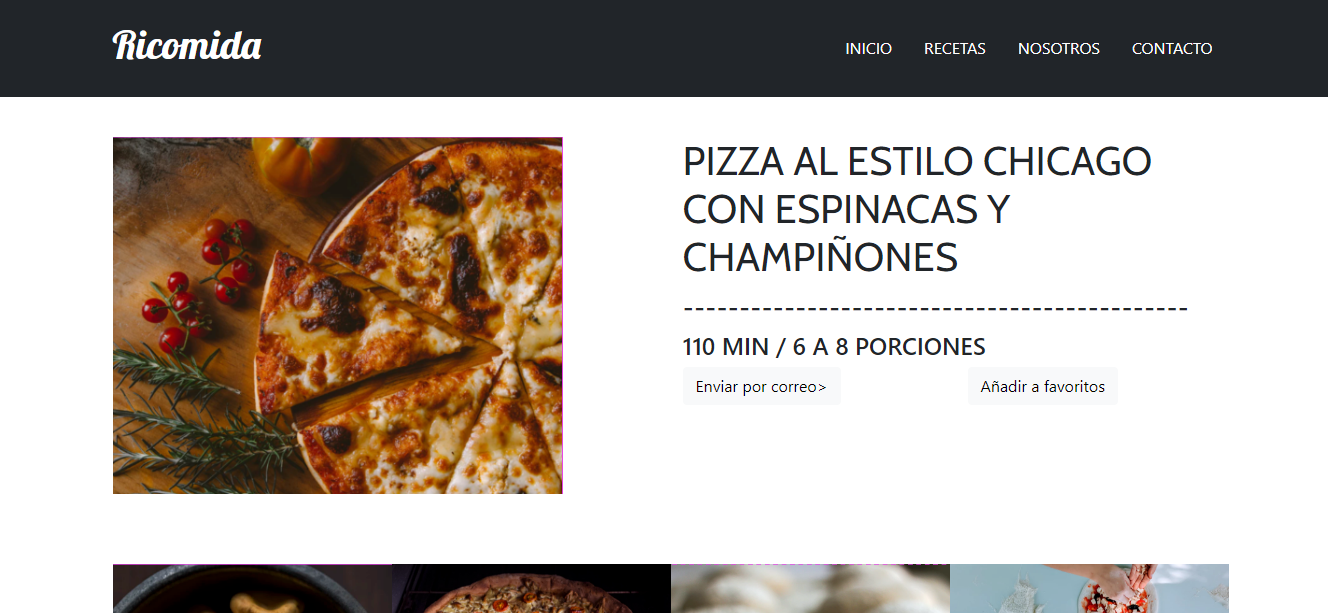 Ricomida
INICIO RECETAS NOSOTROS CONTACTO
PIZZA AL ESTILO CHICAGO
CON ESPINACAS Y
CHAMPIÑONES
---------------------------------------------
110 MIN / 6 A 8 PORCIONES
Enviar por correo> Añadir a favoritos